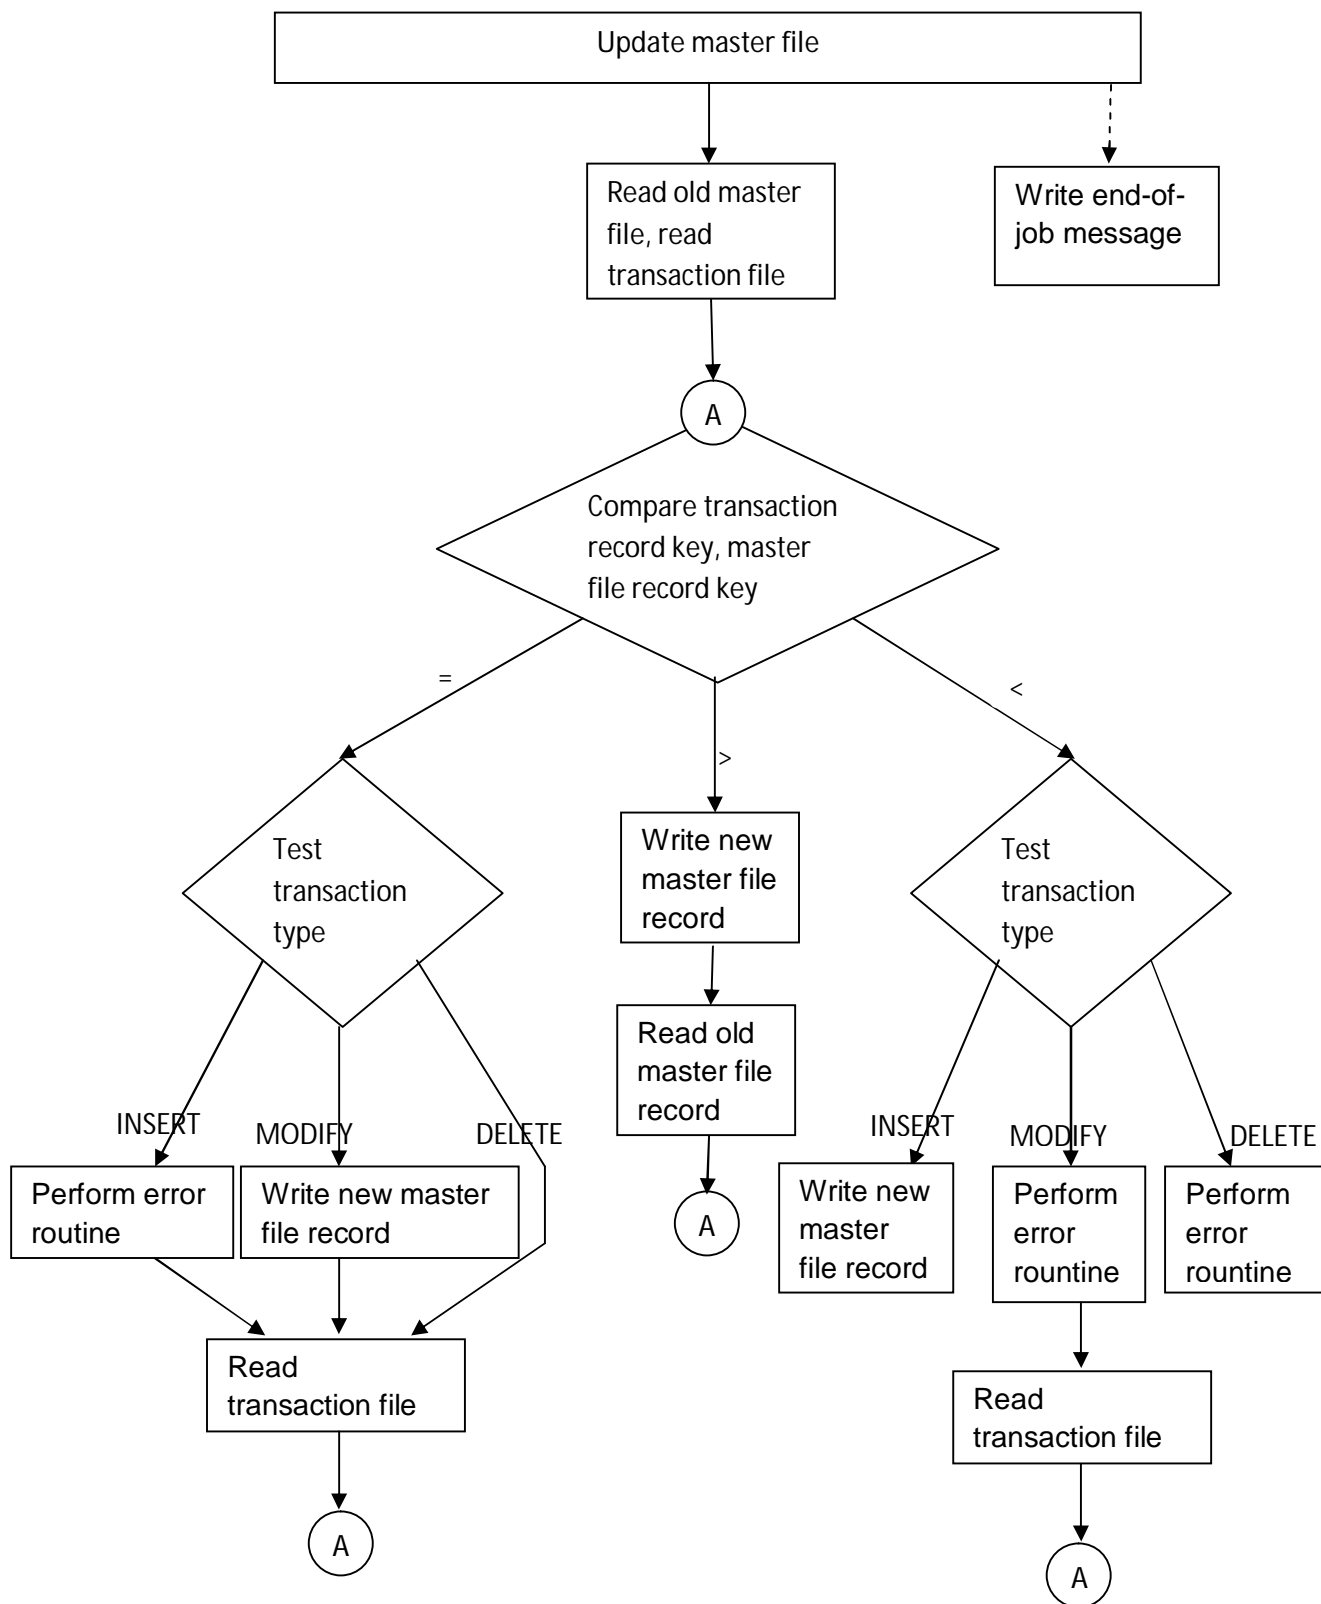 Update master file
Read old master
file, read
transaction file
Write end-of-
job message
A
Compare transaction
record key, master
file record key
=
>
<
Test
transaction
type
Write new
master file
record
Test
transaction
type
Read old
master file
record
INSERT
MODIFY
DELETE
INSERT
MODIFY
DELETE
Perform error
routine
Write new master
file record
A
Write new
master
file record
Perform
error
rountine
Perform
error
rountine
Read
transaction file
Read
transaction file
A
A